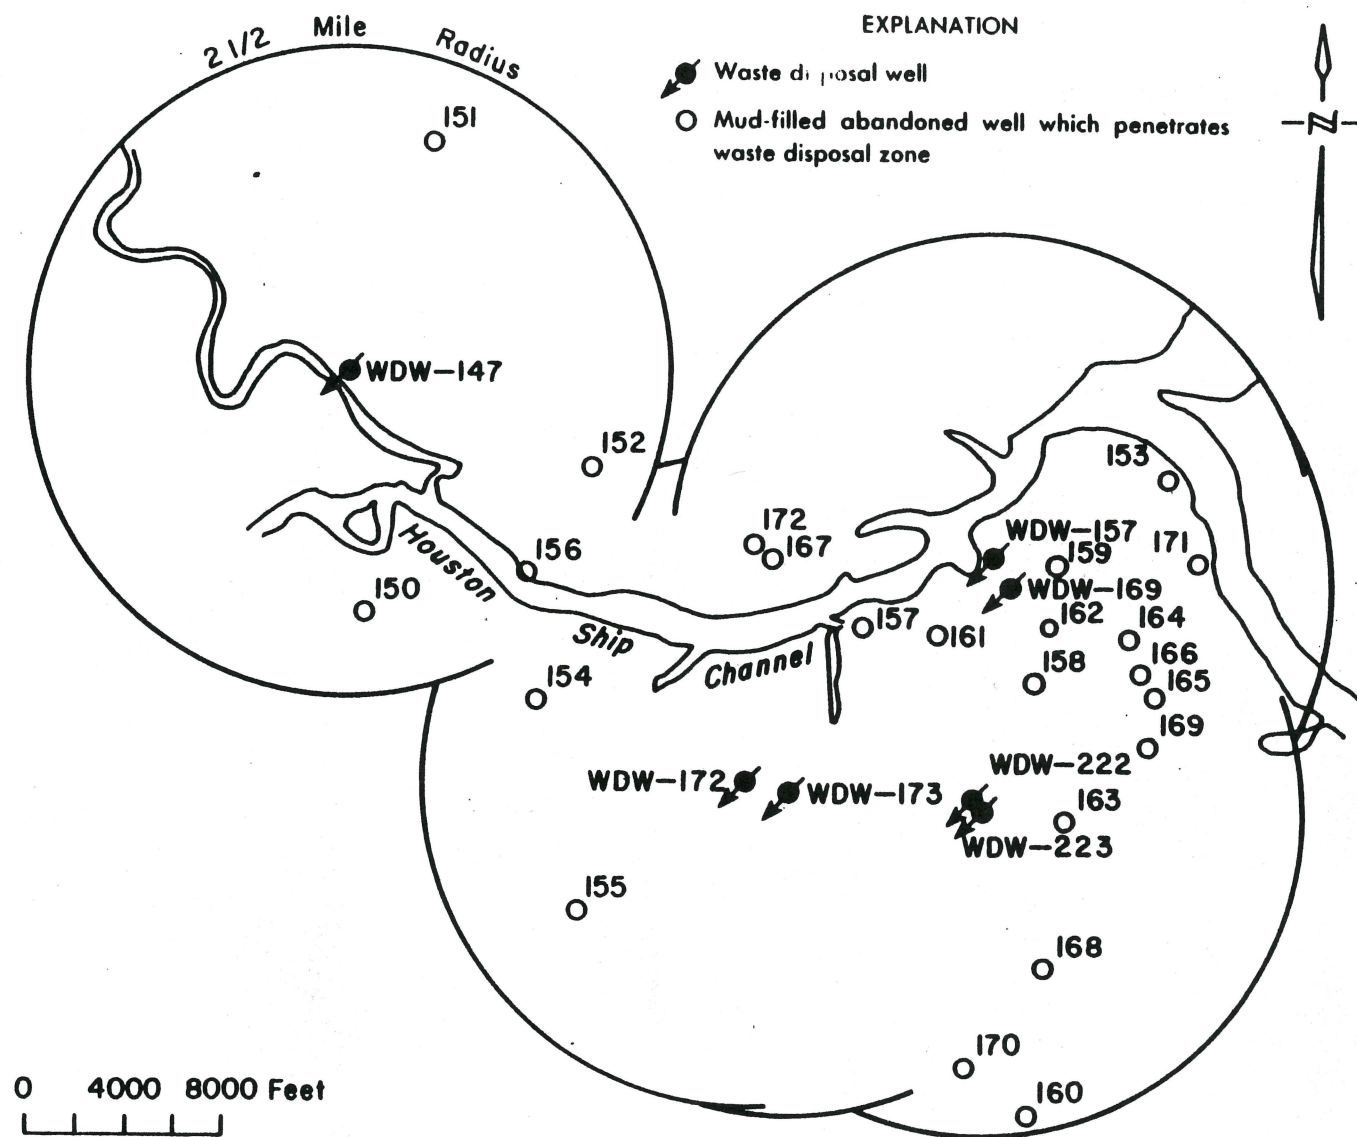 2 1/2 Mile Radius
EXPLANATION
Waste disposal well
Mud-filled abandoned well which penetrates
waste disposal zone
N
151
WDW-147
152
153
172
167
WDW-157
159
171
156
WDW-169
150
Houston
Ship
Channel
157
161
162
164
158
166
165
154
169
WDW-222
WDW-172
WDW-173
163
WDW-223
155
168
170
160
0 4000 8000 Feet